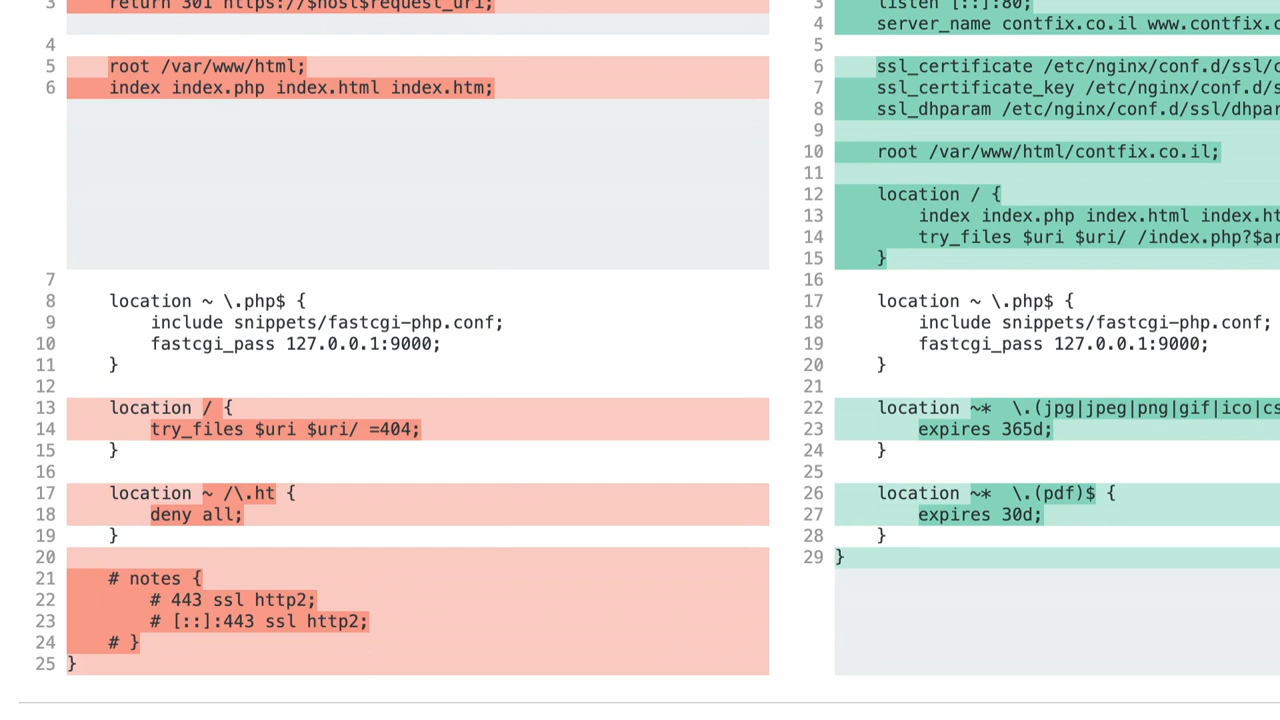 3 return 301 https://$host$request_uri;
4
5 root /var/www/html;
6 index index.php index.html index.htm;
7
8 location ~ \.php$ {
9 include snippets/fastcgi-php.conf;
10 fastcgi_pass 127.0.0.1:9000;
11 }
12
13 location / {
14 try_files $uri $uri/ =404;
15 }
16
17 location ~ /\.ht {
18 deny all;
19 }
20
21 # notes {
22 # 443 ssl http2;
23 # [::]:443 ssl http2;
24 # }
25 }
3 listen [::]:80;
4 server_name contfix.co.il www.contfix.c
5
6 ssl_certificate /etc/nginx/conf.d/ssl/c
7 ssl_certificate_key /etc/nginx/conf.d/s
8 ssl_dhparam /etc/nginx/conf.d/ssl/dhpar
9
10 root /var/www/html/contfix.co.il;
11
12 location / {
13 index index.php index.html index.ht
14 try_files $uri $uri/ /index.php?$ar
15 }
16
17 location ~ \.php$ {
18 include snippets/fastcgi-php.conf;
19 fastcgi_pass 127.0.0.1:9000;
20 }
21
22 location ~* \.(jpg|jpeg|png|gif|ico|cs
23 expires 365d;
24 }
25
26 location ~* \.(pdf)$ {
27 expires 30d;
28 }
29 }